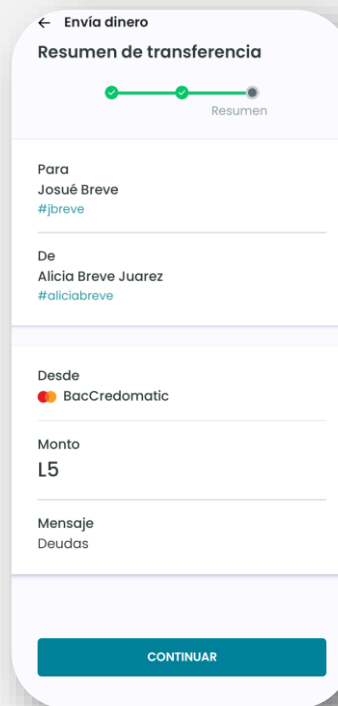 ← Envía dinero
Resumen de transferencia
Resumen
Para
Josué Breve
#jbreve
De
Alicia Breve Juarez
#aliciabreve
Desde
BacCredomatic
Monto
L5
Mensaje
Deudas
CONTINUAR